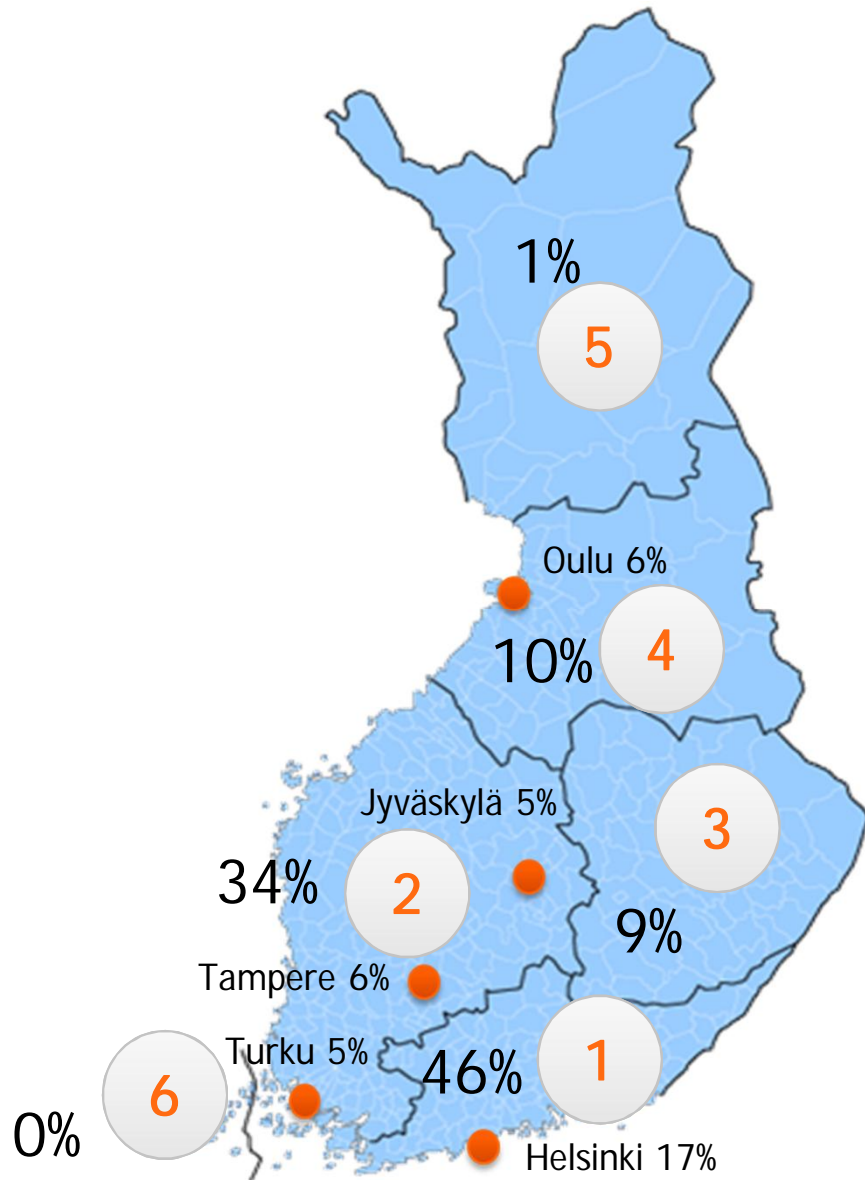 1%
5
Oulu 6%
10%
4
Jyväskylä 5%
3
34%
2
9%
Tampere 6%
Turku 5%
46%
1
6
0%
Helsinki 17%